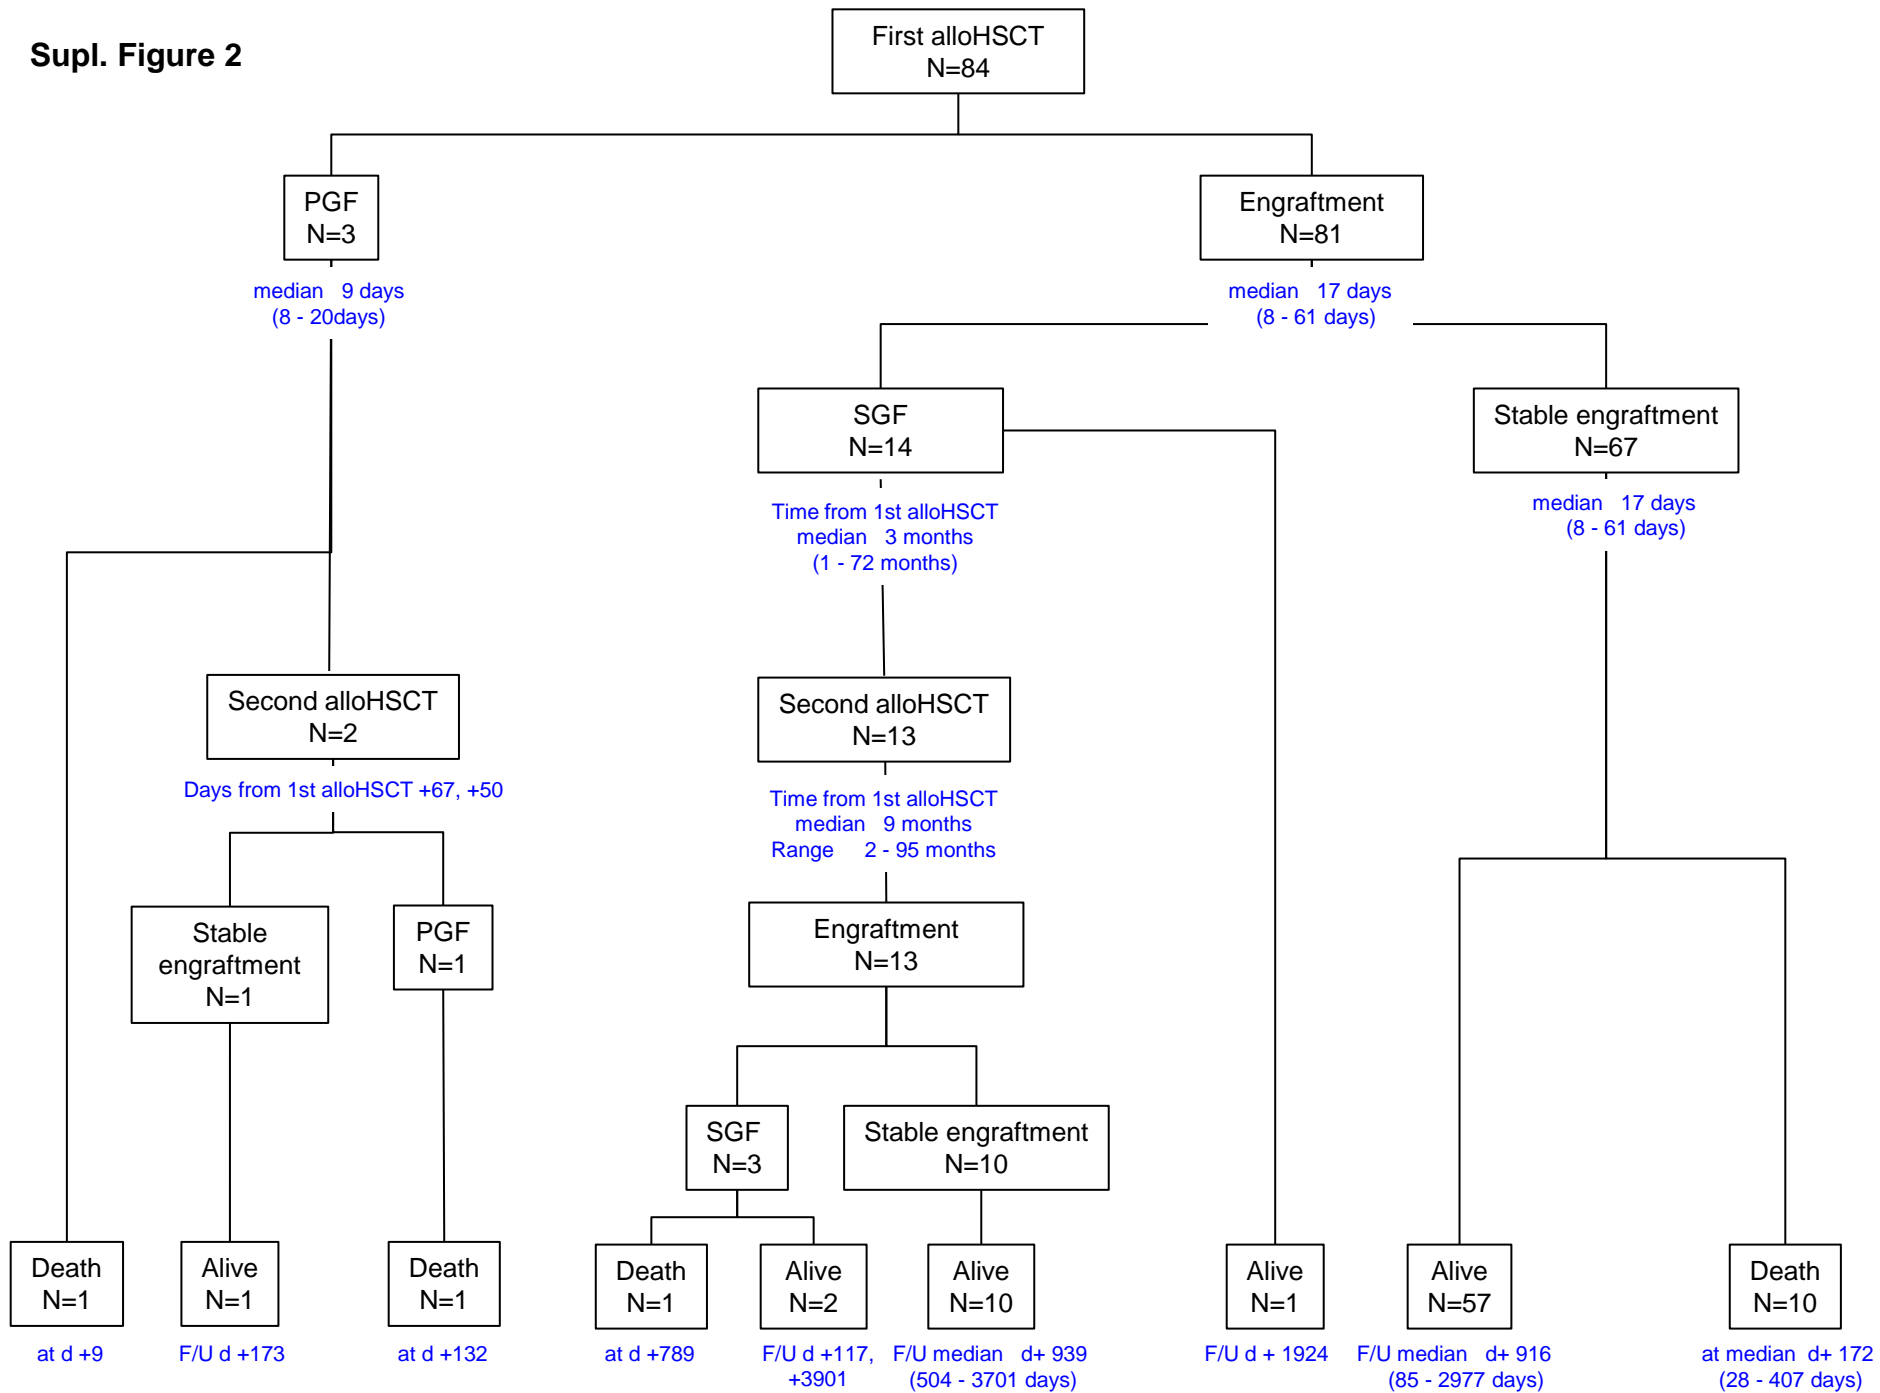 Supl. Figure 2
First alloHSCT
N=84
PGF
N=3
Engraftment
N=81
median 9 days
(8 - 20days)
median 17 days
(8 - 61 days)
SGF
N=14
Stable engraftment
N=67
Time from 1st alloHSCT
median 3 months
(1 - 72 months)
median 17 days
(8 - 61 days)
Second alloHSCT
N=2
Second alloHSCT
N=13
Days from 1st alloHSCT +67, +50
Time from 1st alloHSCT
median 9 months
Range 2 - 95 months
Stable
engraftment
N=1
PGF
N=1
Engraftment
N=13
SGF
N=3
Stable engraftment
N=10
Death
N=1
Alive
N=1
Death
N=1
Death
N=1
Alive
N=2
Alive
N=10
Alive
N=1
Alive
N=57
Death
N=10
at d +9
F/U d +173
at d +132
at d +789
F/U d +117,
+3901
F/U median d+ 939
(504 - 3701 days)
F/U d + 1924
F/U median d+ 916
(85 - 2977 days)
at median d+ 172
(28 - 407 days)